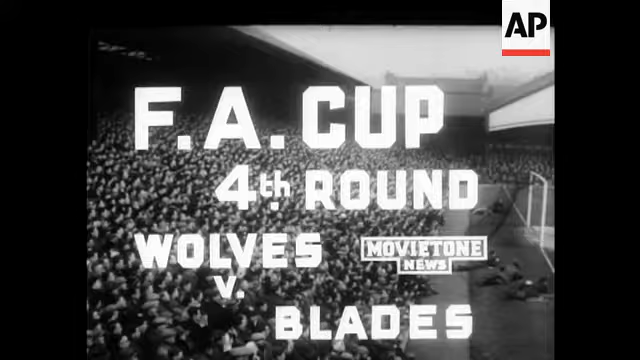 AP
F.A. CUP
4th ROUND
WOLVES
MOVIETONE
NEWS
V.
BLADES